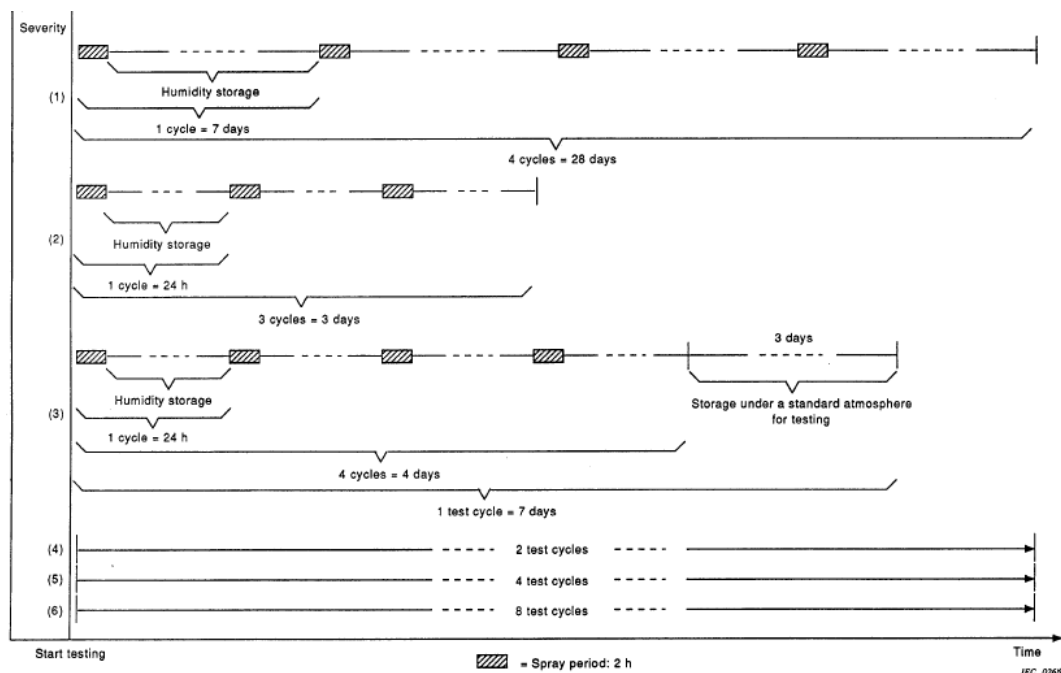 Severity
Humidity storage
(1)
1 cycle = 7 days
4 cycles = 28 days
Humidity storage
(2)
1 cycle = 24 h
3 cycles = 3 days
3 days
Humidity storage
Storage under a standard atmosphere
for testing
(3)
1 cycle = 24 h
4 cycles = 4 days
1 test cycle = 7 days
(4) 2 test cycles
(5) 4 test cycles
(6) 8 test cycles
Start testing
Time
= Spray period: 2 h
IEC